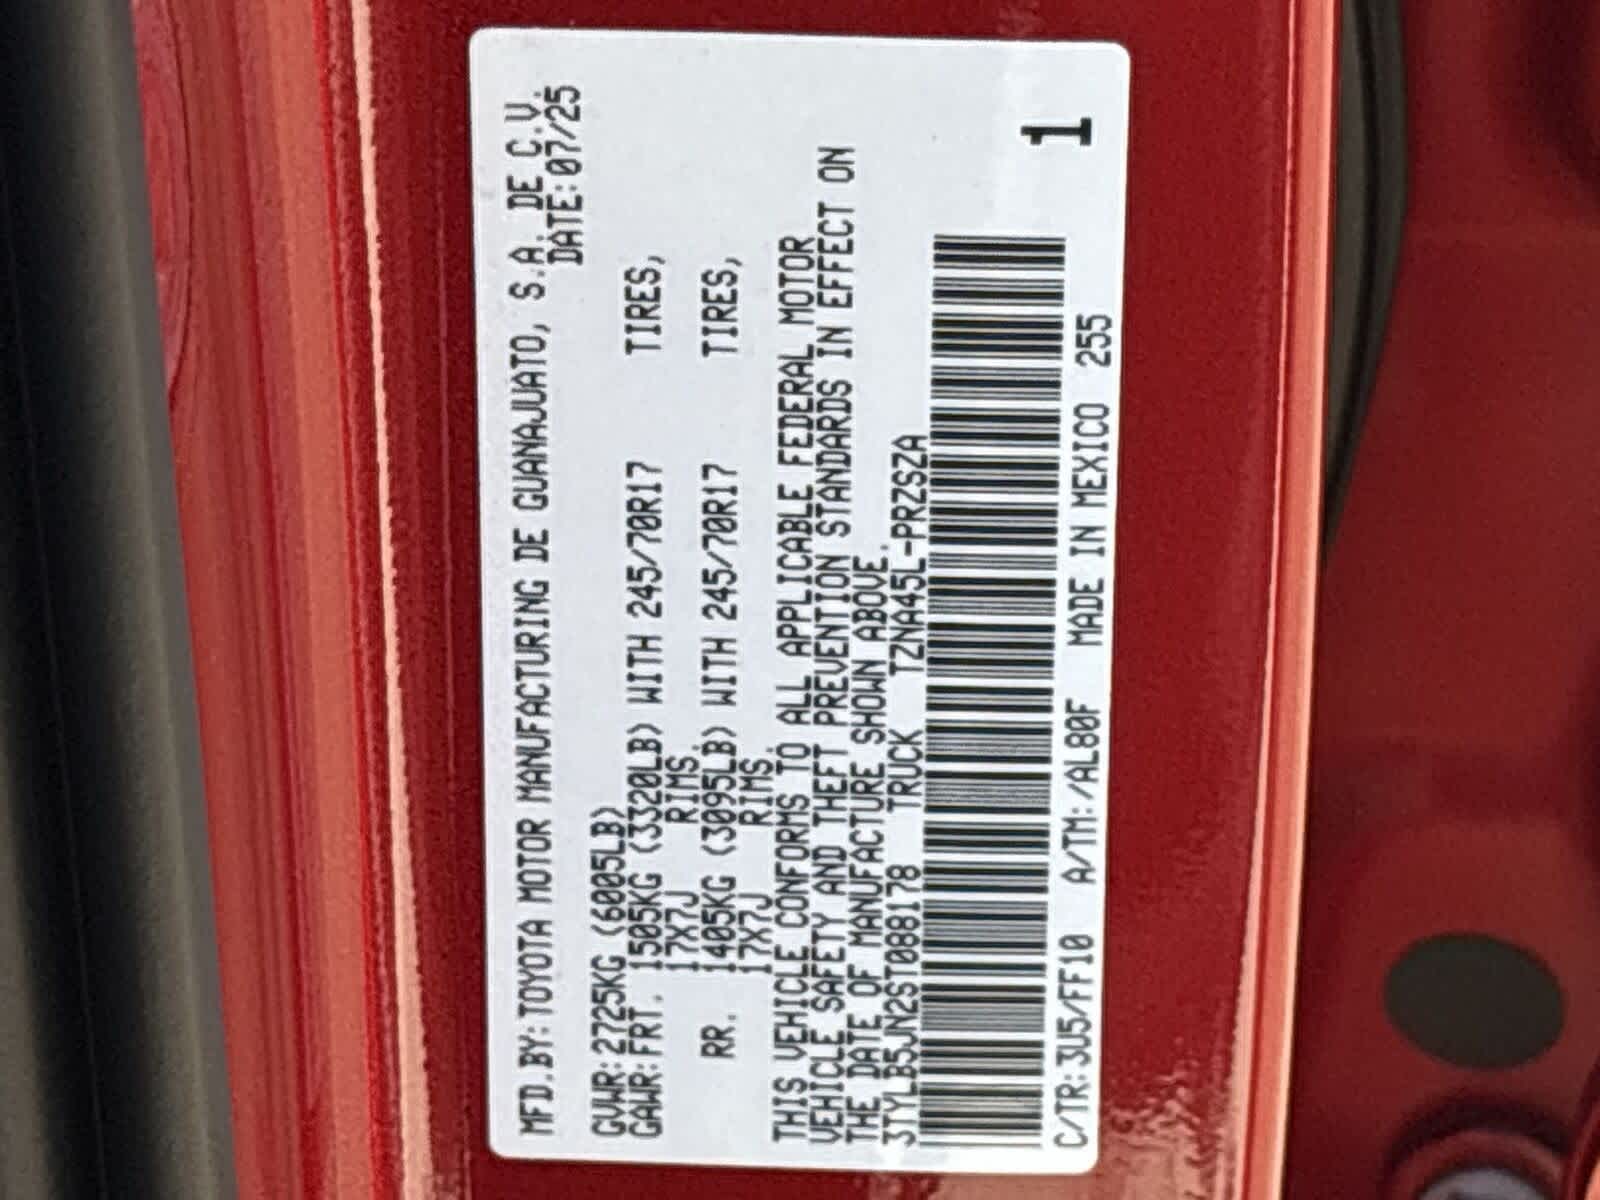 MFD.BY:TOYOTA MOTOR MANUFACTURING DE GUANAJUATO, S.A. DE C.V.
DATE:07/25
GVWR:2725KG (6005LB)
GAWR:FRT. 1505KG (3320LB) WITH 245/70R17 TIRES,
17X7J RIMS.
RR. 1405KG (3095LB) WITH 245/70R17 TIRES,
17X7J RIMS.
THIS VEHICLE CONFORMS TO ALL APPLICABLE FEDERAL MOTOR
VEHICLE SAFETY AND THEFT PREVENTION STANDARDS IN EFFECT ON
THE DATE OF MANUFACTURE SHOWN ABOVE.
3TYLB5JN2ST088178 TRUCK TZNA45L-PRZSZA
1
C/TR:3U5/FF10 A/TM:/AL80F MADE IN MEXICO 255